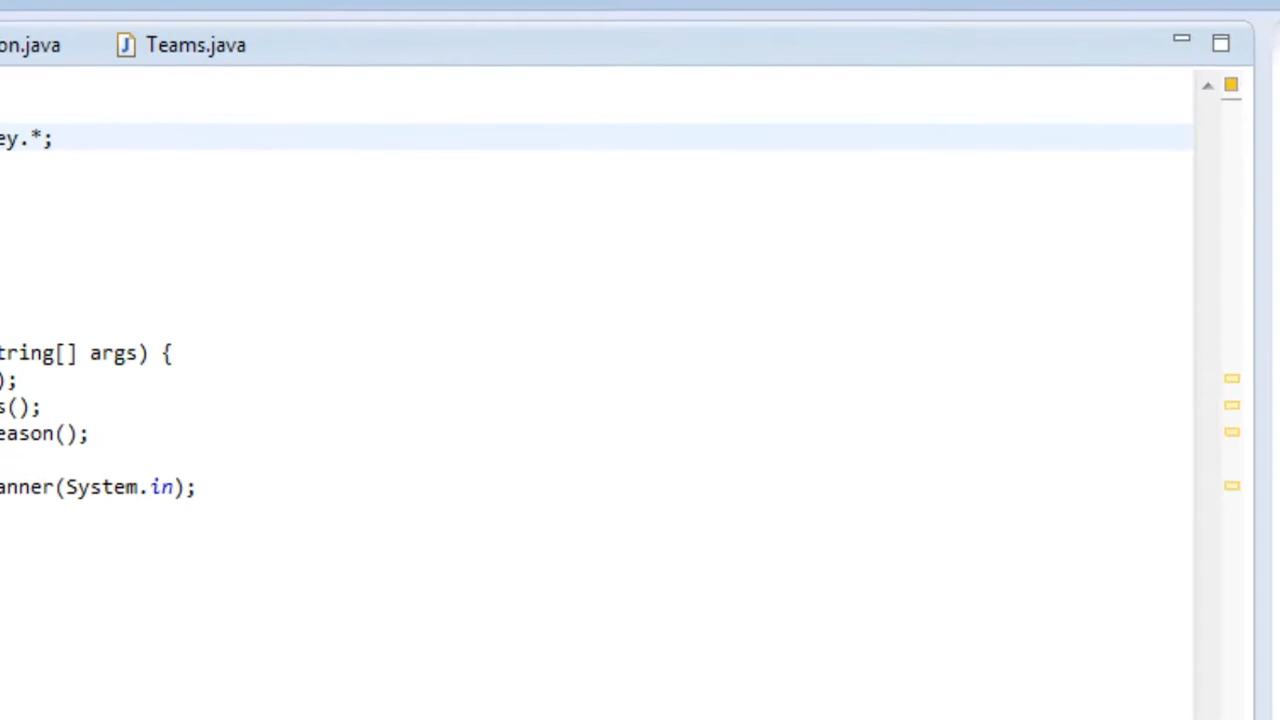 on.java Teams.java
ey.*;
tring[] args) {
);
s();
eason();
anner(System.in);